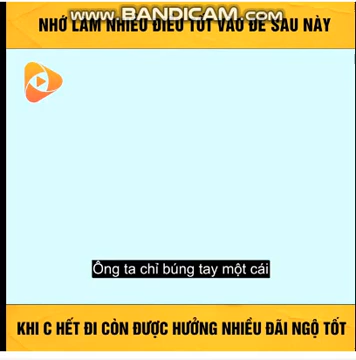 www.BANDICAM.com
NHỚ LÀM NHIỀU ĐIỀU TỐT VÀO ĐỂ SAU NÀY
Ông ta chỉ búng tay một cái
KHI C HẾT ĐI CÒN ĐƯỢC HƯỞNG NHIỀU ĐÃI NGỘ TỐT